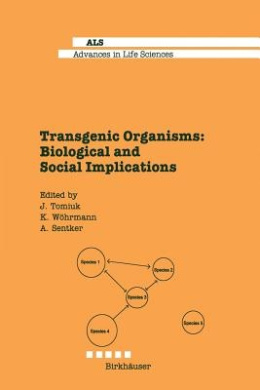 ALS
Advances in Life Sciences
Transgenic Organisms:
Biological and
Social Implications
Edited by
J. Tomiuk
K. Wöhrmann
A. Sentker
Species 1
Species 2
Species 3
Species 4
Species 5
Birkhäuser